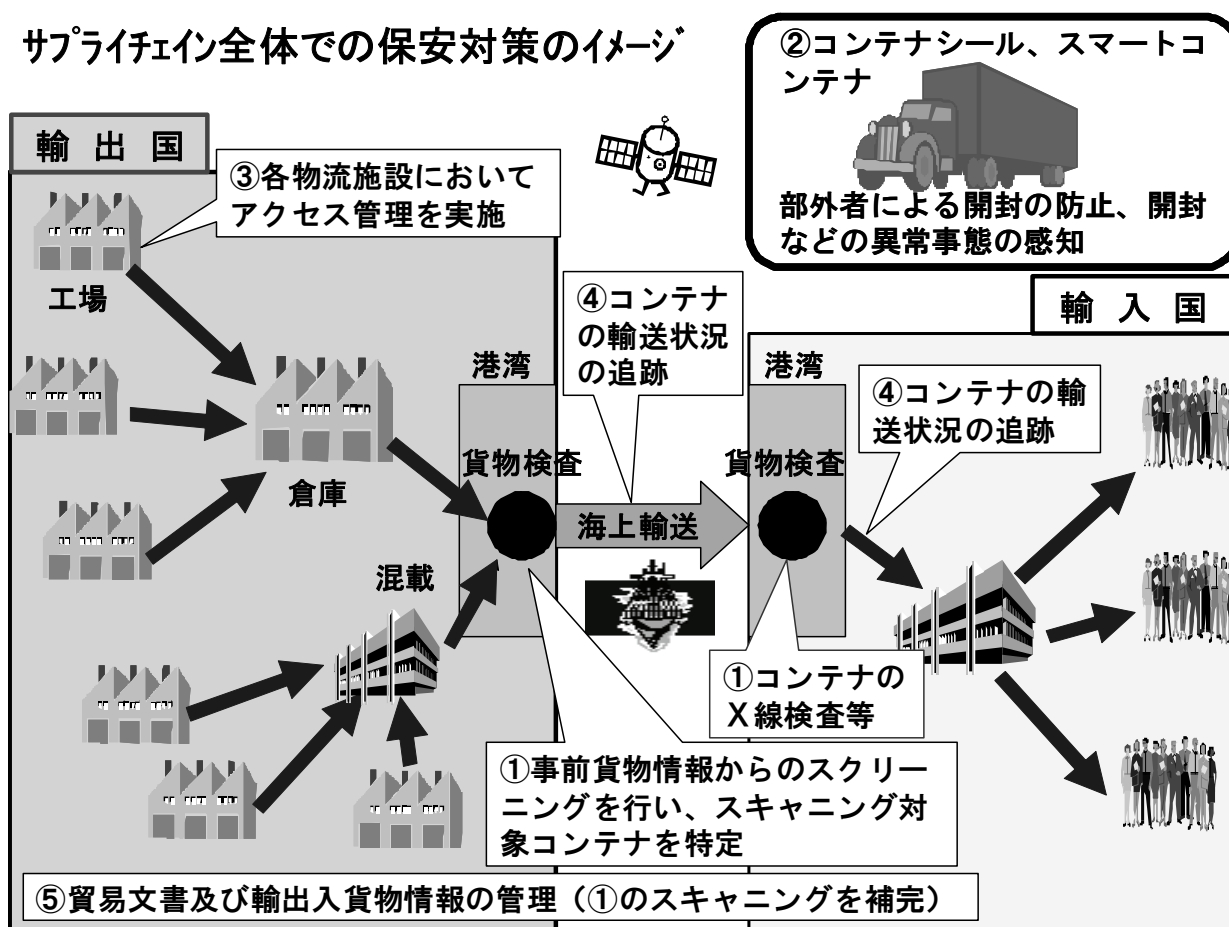 サプライチェイン全体での保安対策のイメージ
②コンテナシール、スマートコ
ンテナ
部外者による開封の防止、開封
などの異常事態の感知
輸出国
③各物流施設において
アクセス管理を実施
工場
倉庫
混載
港湾
貨物検査
④コンテナ
の輸送状況
の追跡
海上輸送
輸入国
港湾
貨物検査
④コンテナの輸
送状況の追跡
①コンテナの
X線検査等
①事前貨物情報からのスクリー
ニングを行い、スキャニング対
象コンテナを特定
⑤貿易文書及び輸出入貨物情報の管理（①のスキャニングを補完）